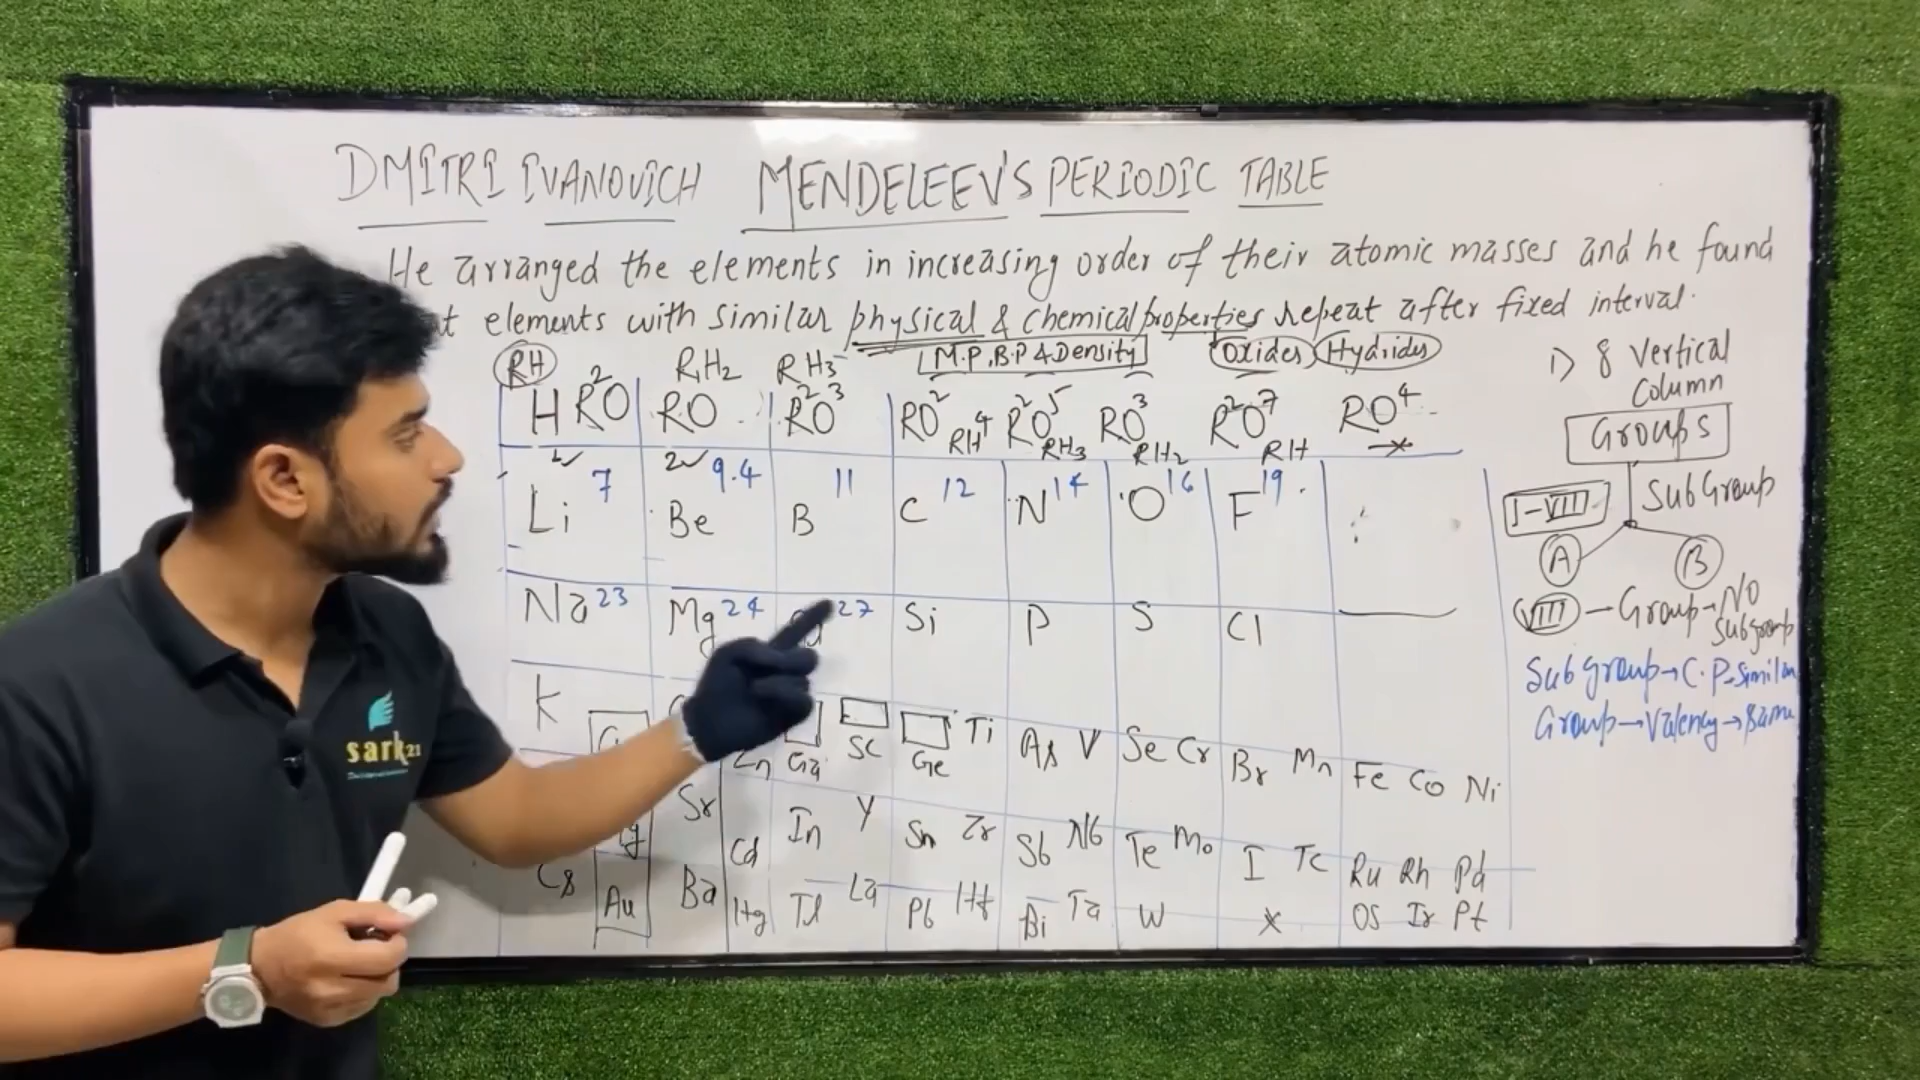 DMITRI IVANOVICH MENDELEEV'S PERIODIC TABLE
He arranged the elements in increasing order of their atomic masses and he found
elements with similar physical & chemical properties repeat after fixed interval.
M.P, B.P & Density Oxides Hydrides
RH RH2 RH3
H R2O RO R2O3 RO2 RH4 R2O5 RH3 RO3 RH2 R2O7 RH RO4 x
Li 7 Be 9.4 B 11 C 12 N 14 O 16 F 19
Na 23 Mg 24 27 Si P S Cl
K Zn Ga Sc Ge Ti As V Se Cr Br Mn Fe Co Ni
Sr Cd In Y Sn Zr Sb Nb Te Mo I Tc Ru Rh Pd
Cs Au Ba Hg Tl La Pb Hf Bi Ta W x Os Ir Pt
1) 8 Vertical
Column
Groups
I-VII Sub Group
A B
VIII - Group → No
Subgroup
Sub group → C.P → Similar
Group → Valency → Same
sark21